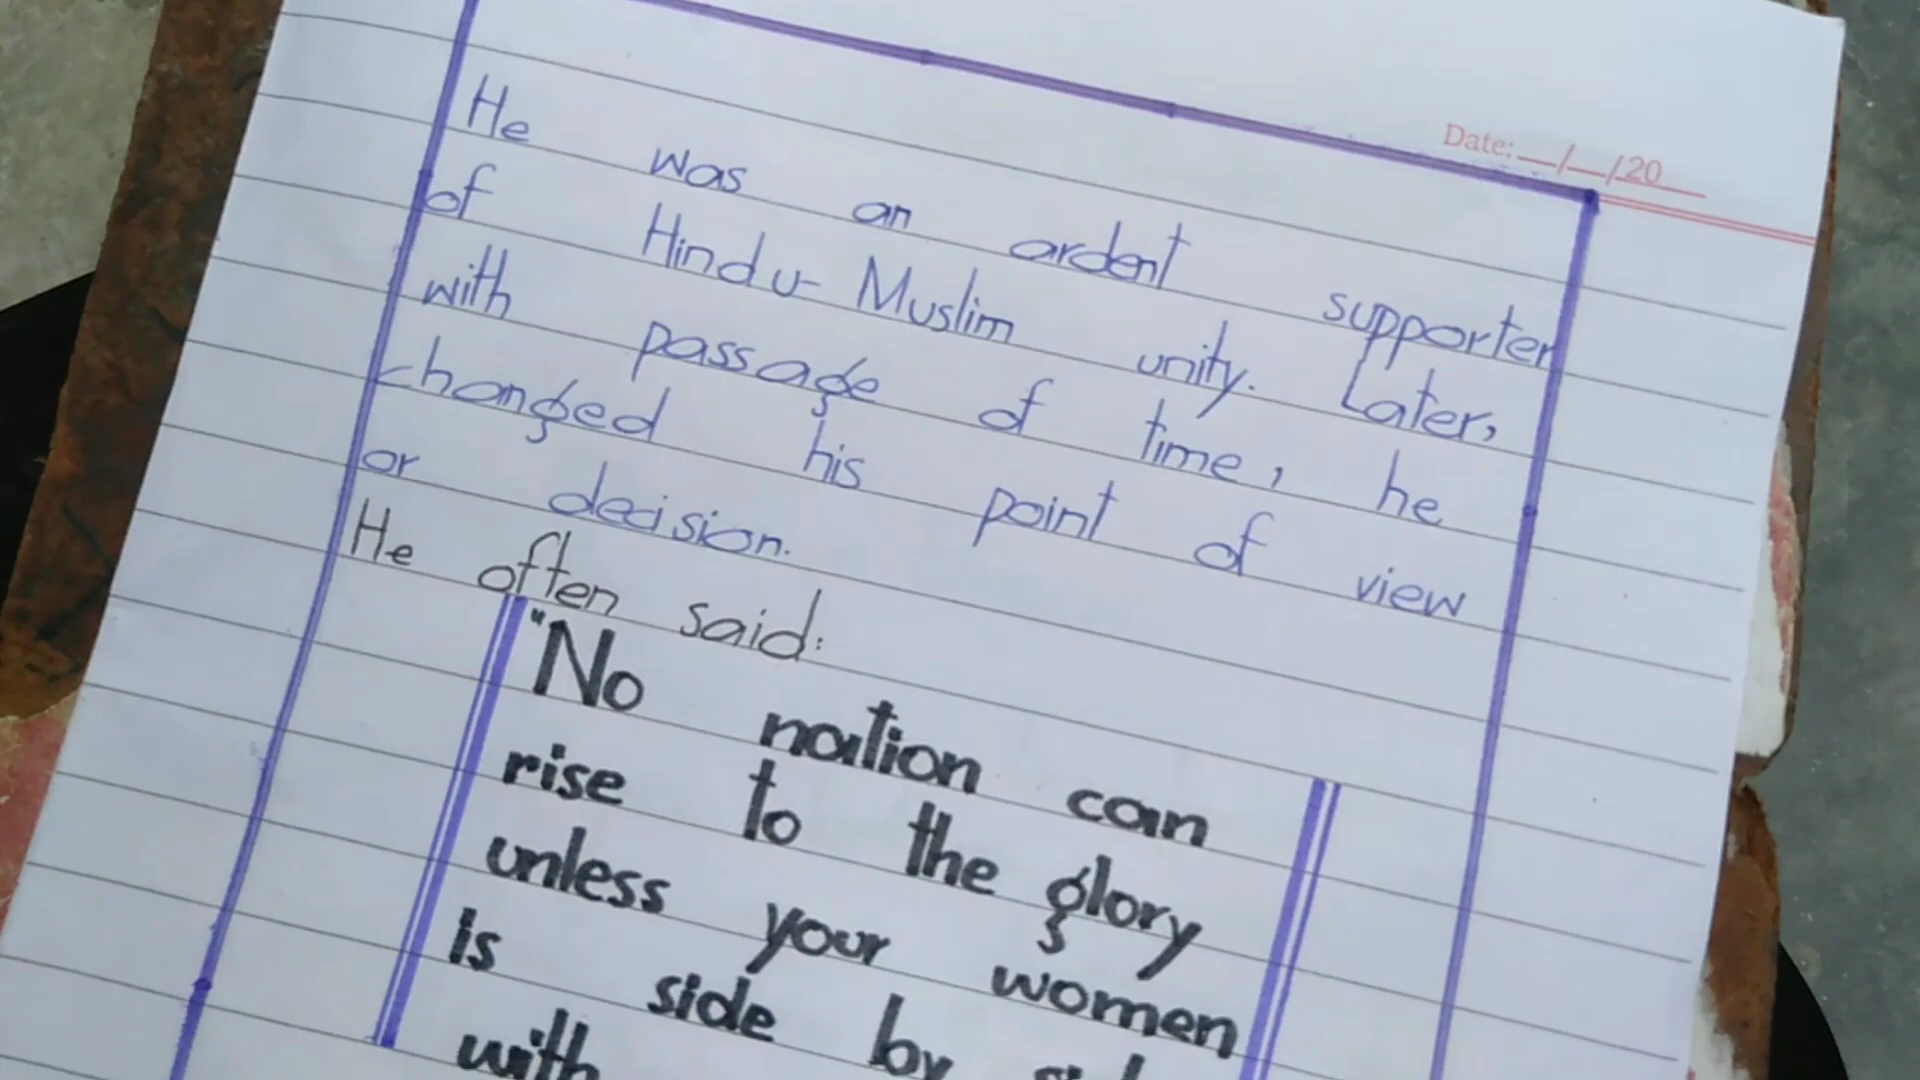 Date: __/__/20__
He was an ardent supporter
of Hindu-Muslim unity. Later,
with passage of time, he
changed his point of view
or decision.
He often said:
"No nation can
rise to the glory
unless your women
is side by
with